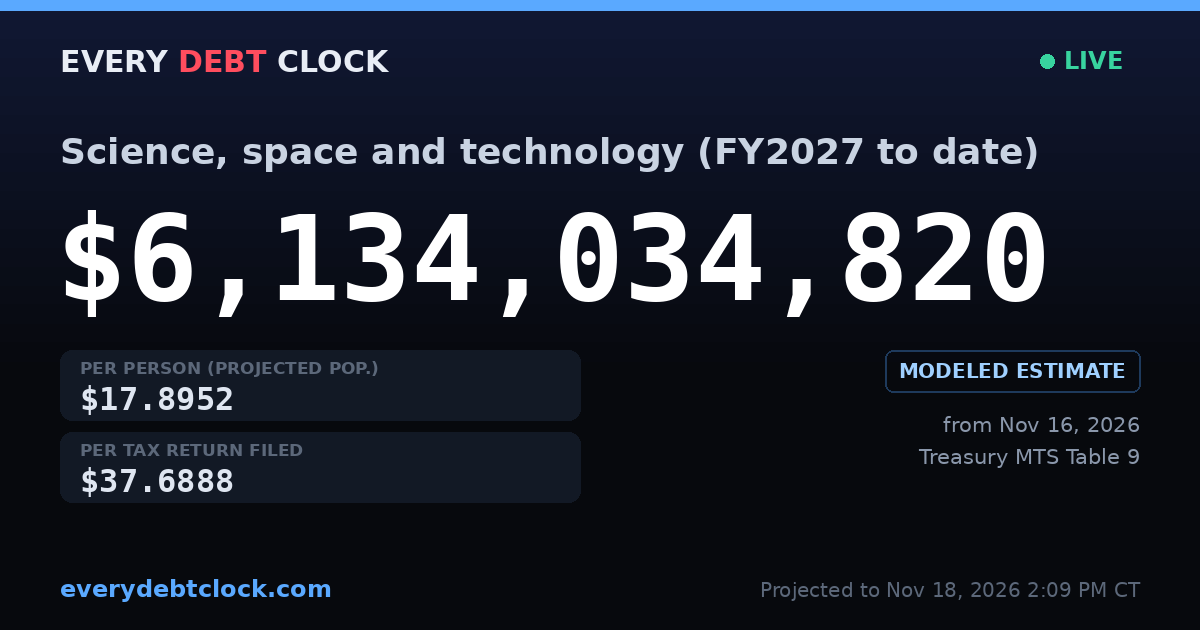 EVERY DEBT CLOCK
LIVE
Science, space and technology (FY2027 to date)
$6,134,034,820
PER PERSON (PROJECTED POP.)
$17.8952
MODELED ESTIMATE
from Nov 16, 2026
Treasury MTS Table 9
PER TAX RETURN FILED
$37.6888
everydebtclock.com
Projected to Nov 18, 2026 2:09 PM CT